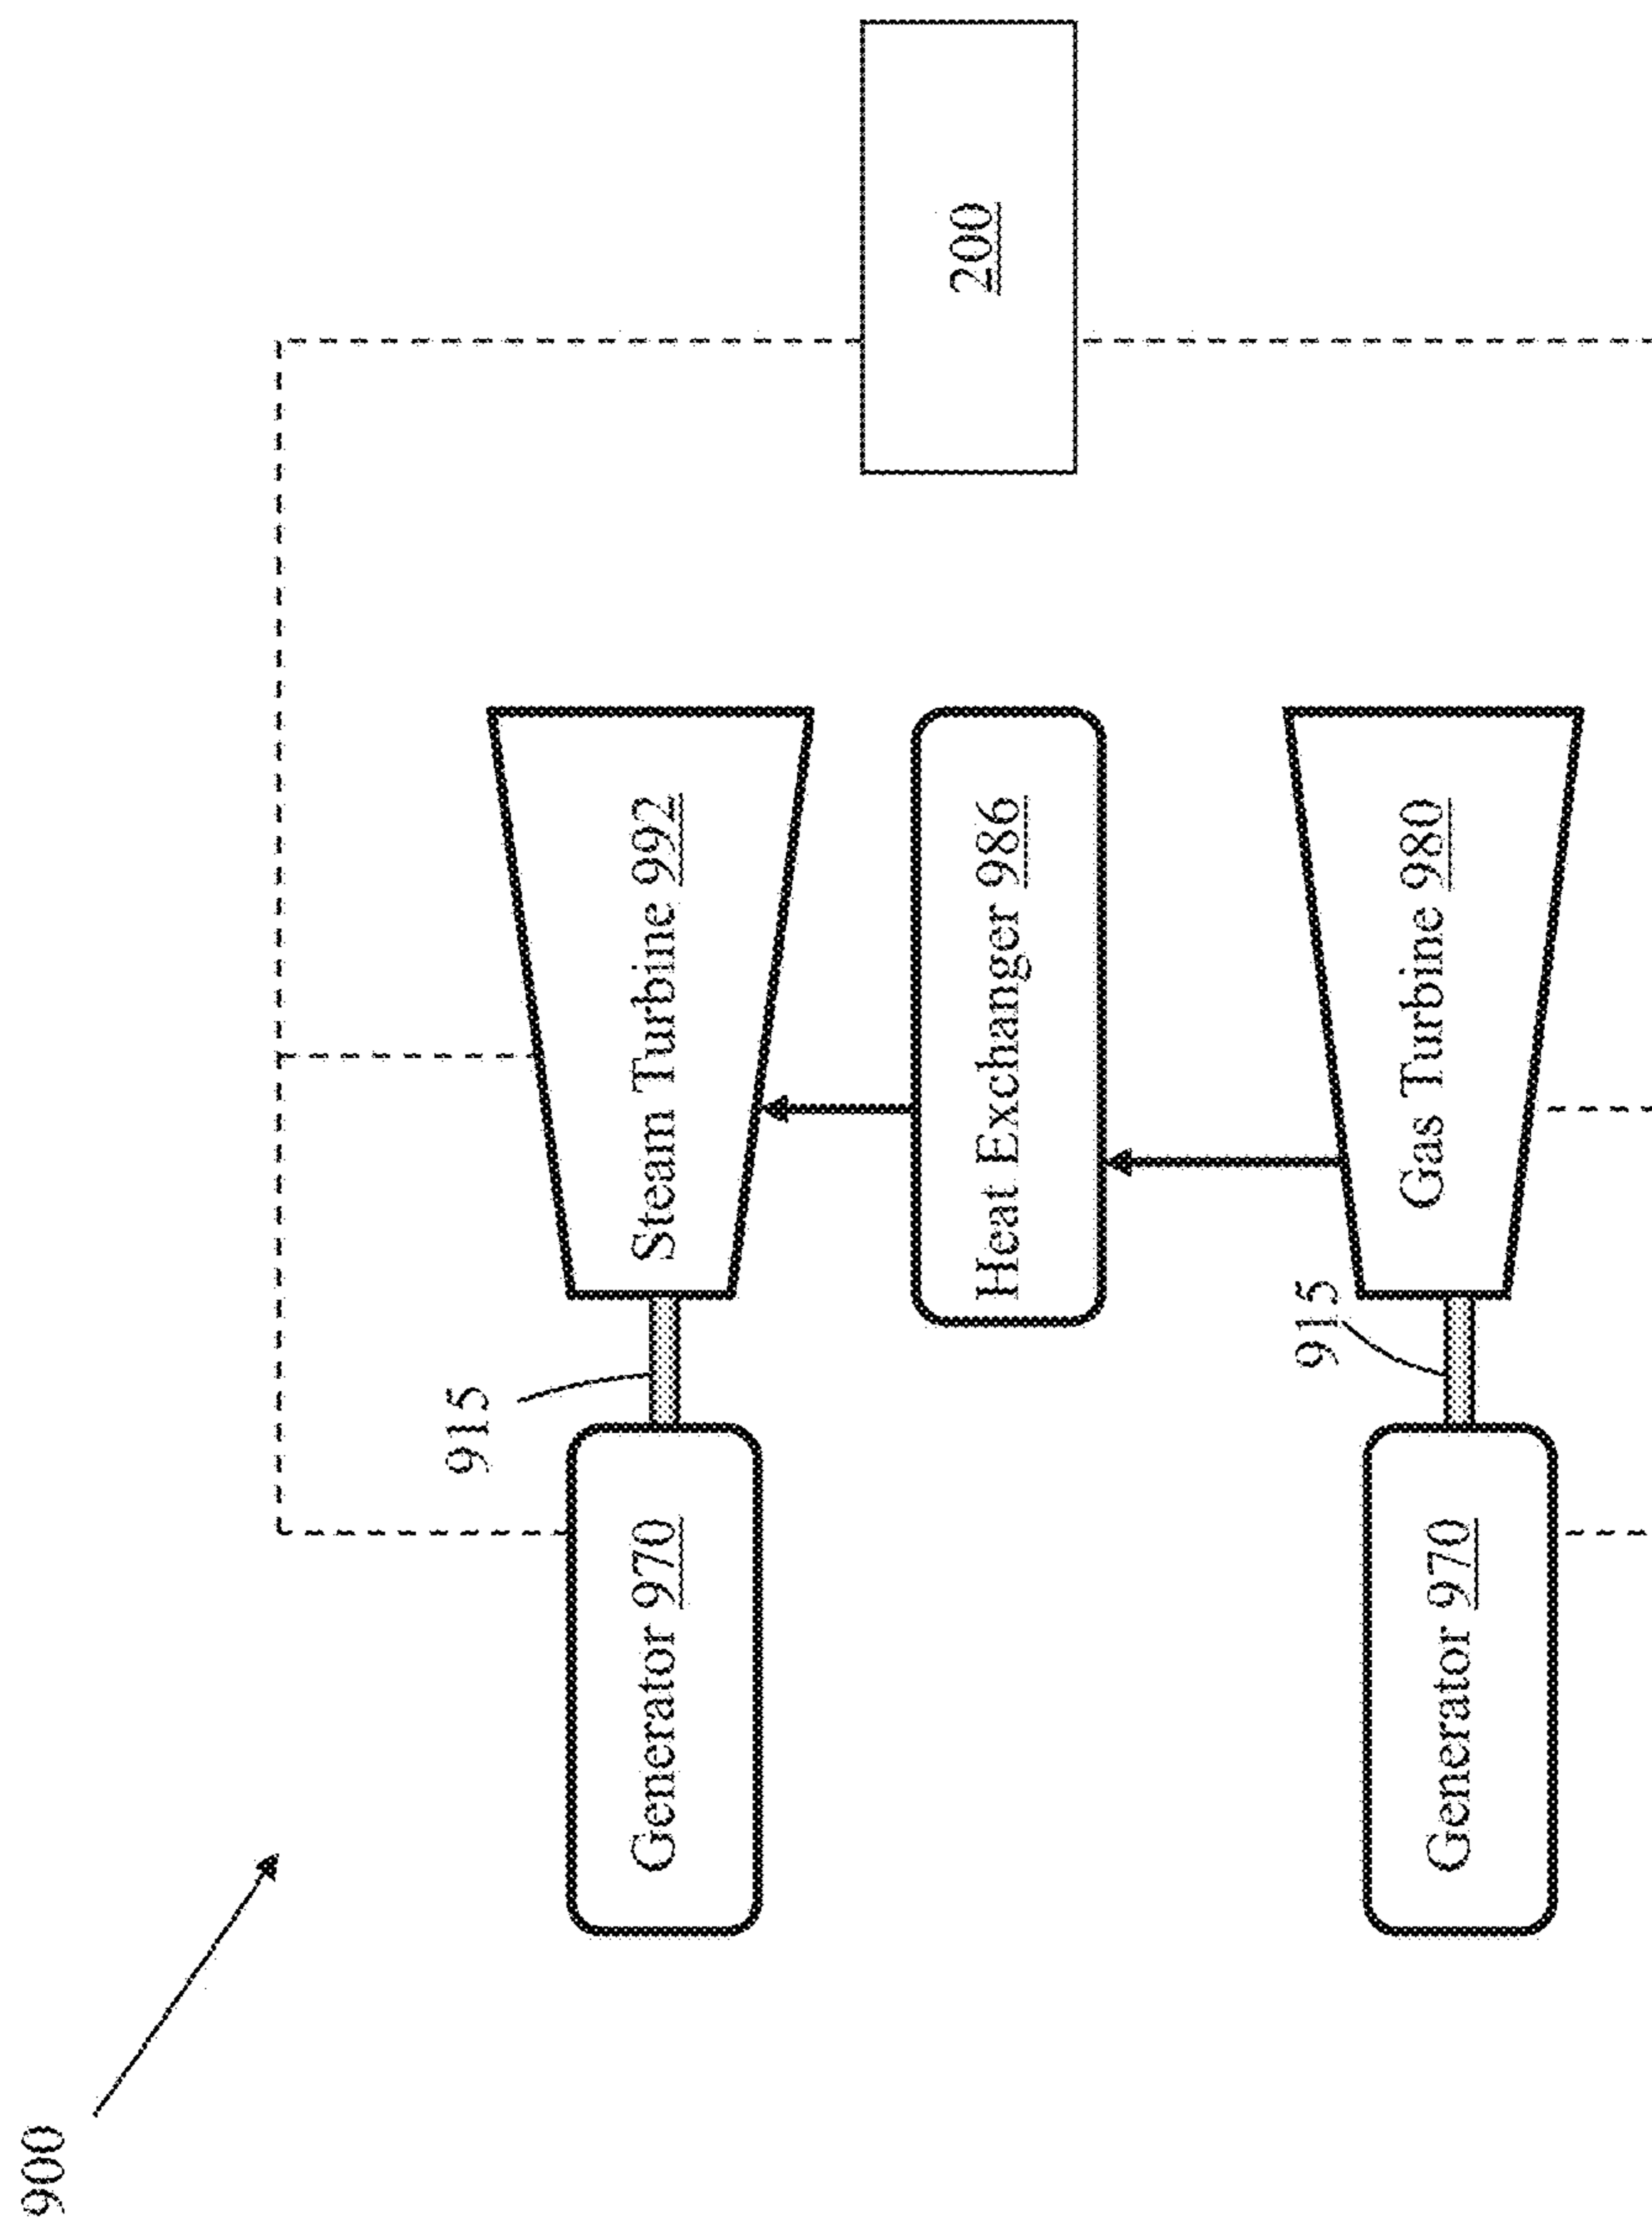 900
Generator 970
915
Steam Turbine 992
Heat Exchanger 986
200
Generator 970
915
Gas Turbine 980